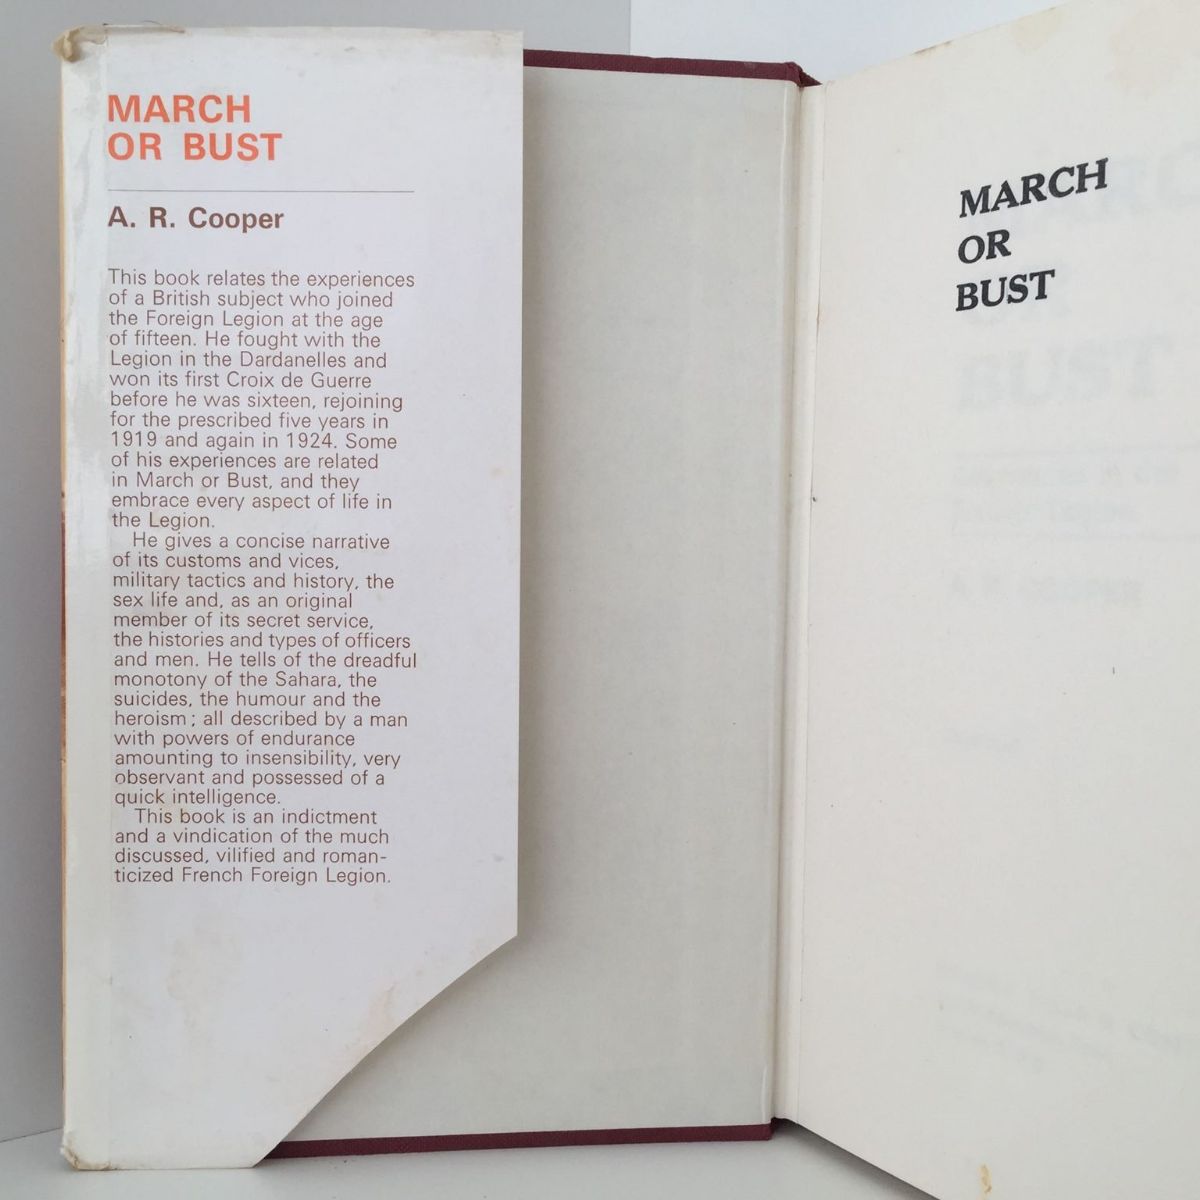 MARCH
OR BUST
A. R. Cooper
This book relates the experiences
of a British subject who joined
the Foreign Legion at the age
of fifteen. He fought with the
Legion in the Dardanelles and
won its first Croix de Guerre
before he was sixteen, rejoining
for the prescribed five years in
1919 and again in 1924. Some
of his experiences are related
in March or Bust, and they
embrace every aspect of life in
the Legion.
He gives a concise narrative
of its customs and vices,
military tactics and history, the
sex life and, as an original
member of its secret service,
the histories and types of officers
and men. He tells of the dreadful
monotony of the Sahara, the
suicides, the humour and the
heroism; all described by a man
with powers of endurance
amounting to insensibility, very
observant and possessed of a
quick intelligence.
This book is an indictment
and a vindication of the much
discussed, vilified and roman-
ticized French Foreign Legion.
MARCH
OR
BUST
BUST
A R COOPER